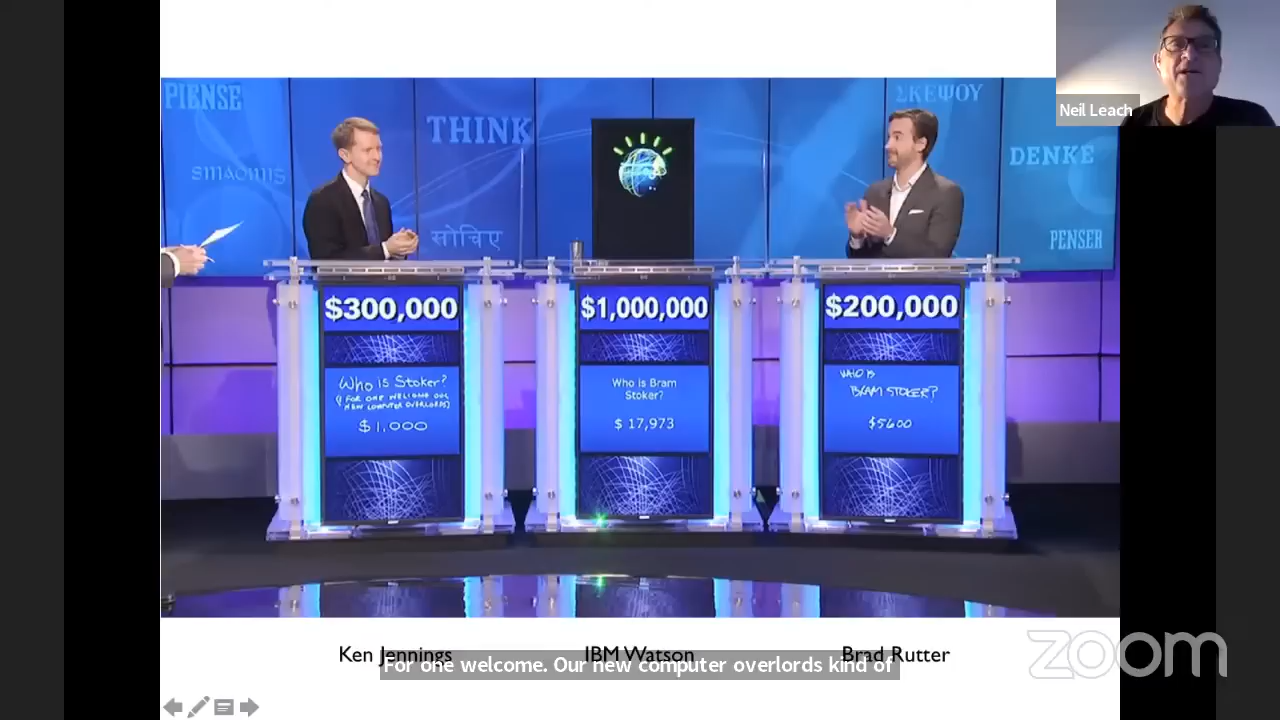 Neil Leach
PIENSE
SMAOINIS
THINK
सोचिए
ΣΚΕΨΟΥ
DENKE
PENSER
$300,000
$1,000,000
$200,000
Who is Stoker?
(I FOR ONE WELCOME OUR
NEW COMPUTER OVERLORDS)
$1,000
Who is Bram
Stoker?
$ 17,973
WHO IS
BRAM STOKER?
$5600
Ken Jennings
IBM Watson
Brad Rutter
For one welcome. Our new computer overlords kind of
zoom